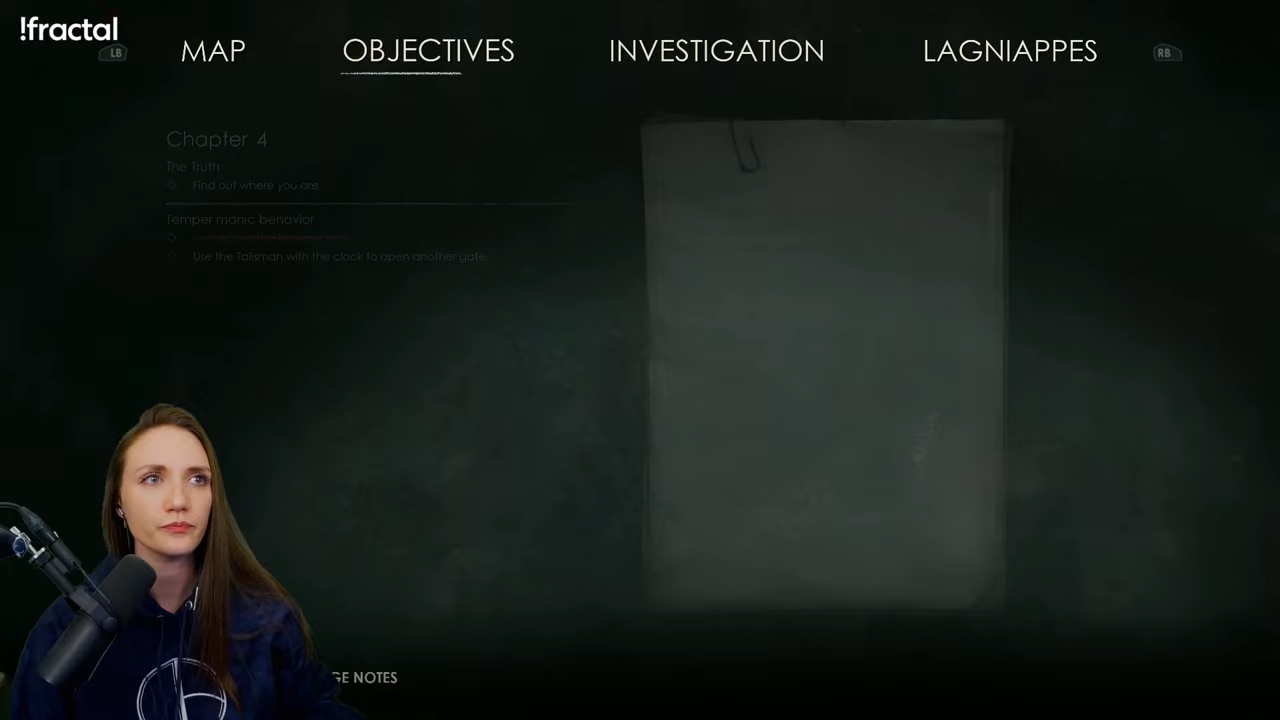 !fractal
LB MAP OBJECTIVES INVESTIGATION LAGNIAPPES RB
Chapter 4
The Truth
Find out where you are
Temper manic behavior
Use the Talisman with the clock to open another gate.
GE NOTES